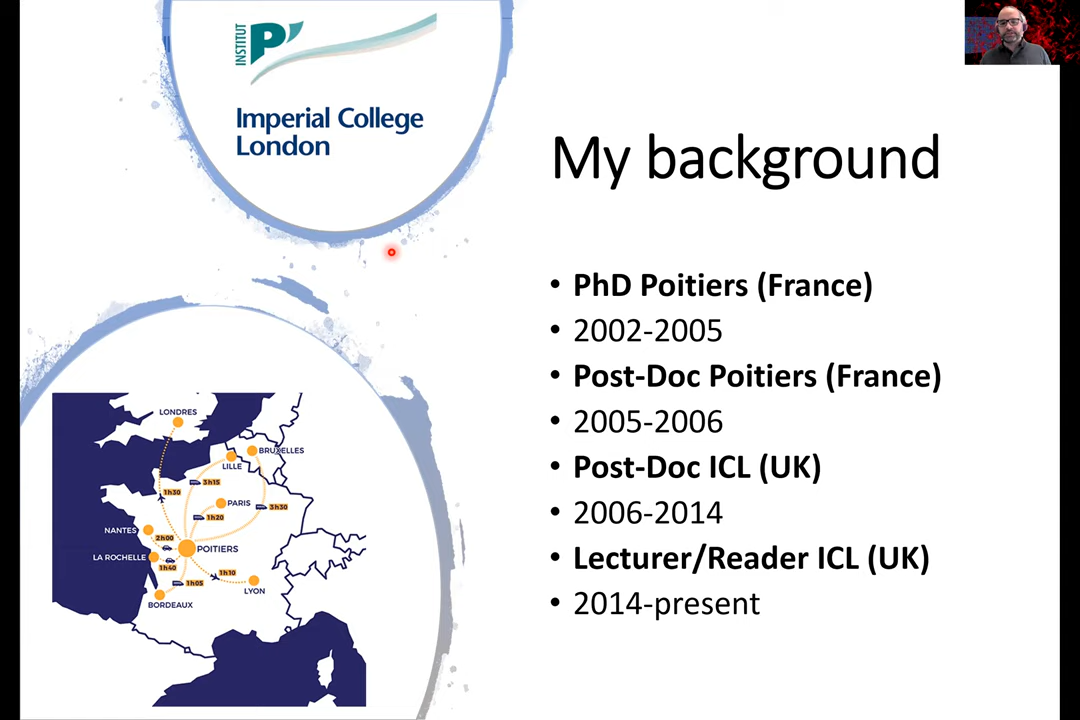 INSTITUT
P'
Imperial College
London
My background
• PhD Poitiers (France)
• 2002-2005
• Post-Doc Poitiers (France)
• 2005-2006
• Post-Doc ICL (UK)
• 2006-2014
• Lecturer/Reader ICL (UK)
• 2014-present
LONDRES
BRUXELLES
LILLE
3h15
1h30
PARIS
3h30
1h20
NANTES
2h00
POITIERS
LA ROCHELLE
1h40
1h10
1h05
LYON
BORDEAUX